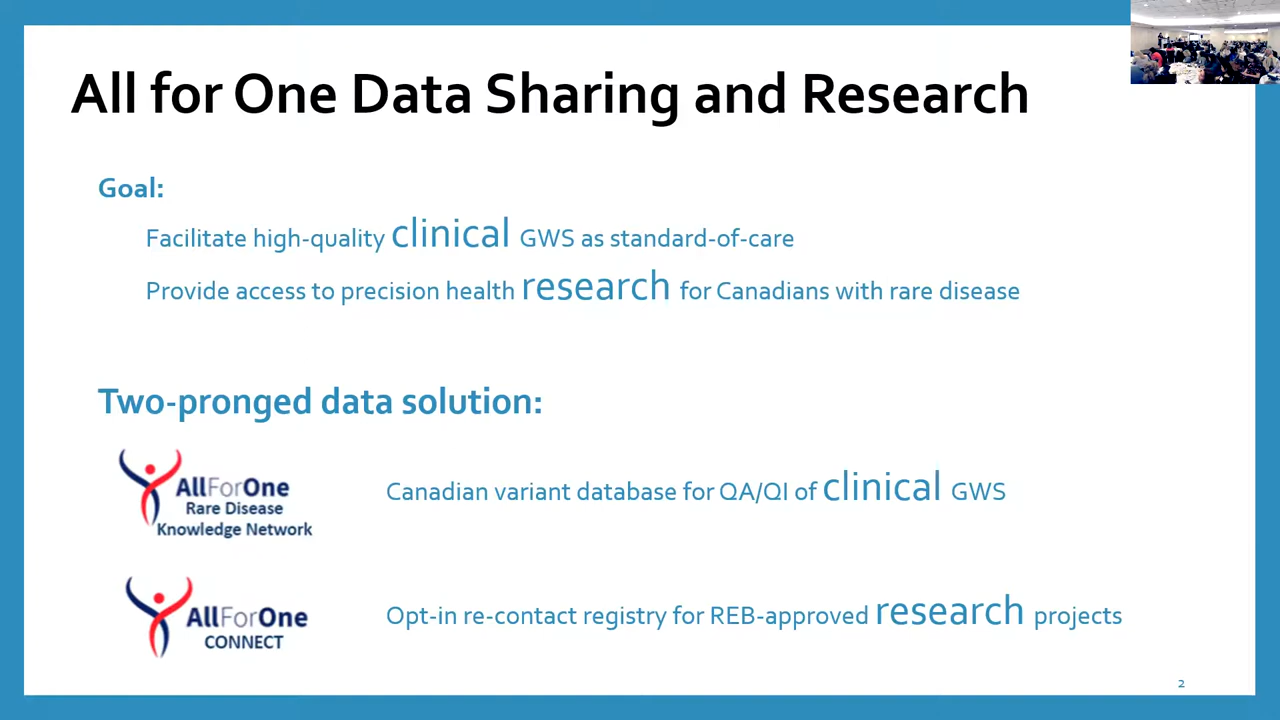 All for One Data Sharing and Research
Goal:
Facilitate high-quality clinical GWS as standard-of-care
Provide access to precision health research for Canadians with rare disease
Two-pronged data solution:
AllForOne
Rare Disease
Knowledge Network
Canadian variant database for QA/QI of clinical GWS
AllForOne
CONNECT
Opt-in re-contact registry for REB-approved research projects
2